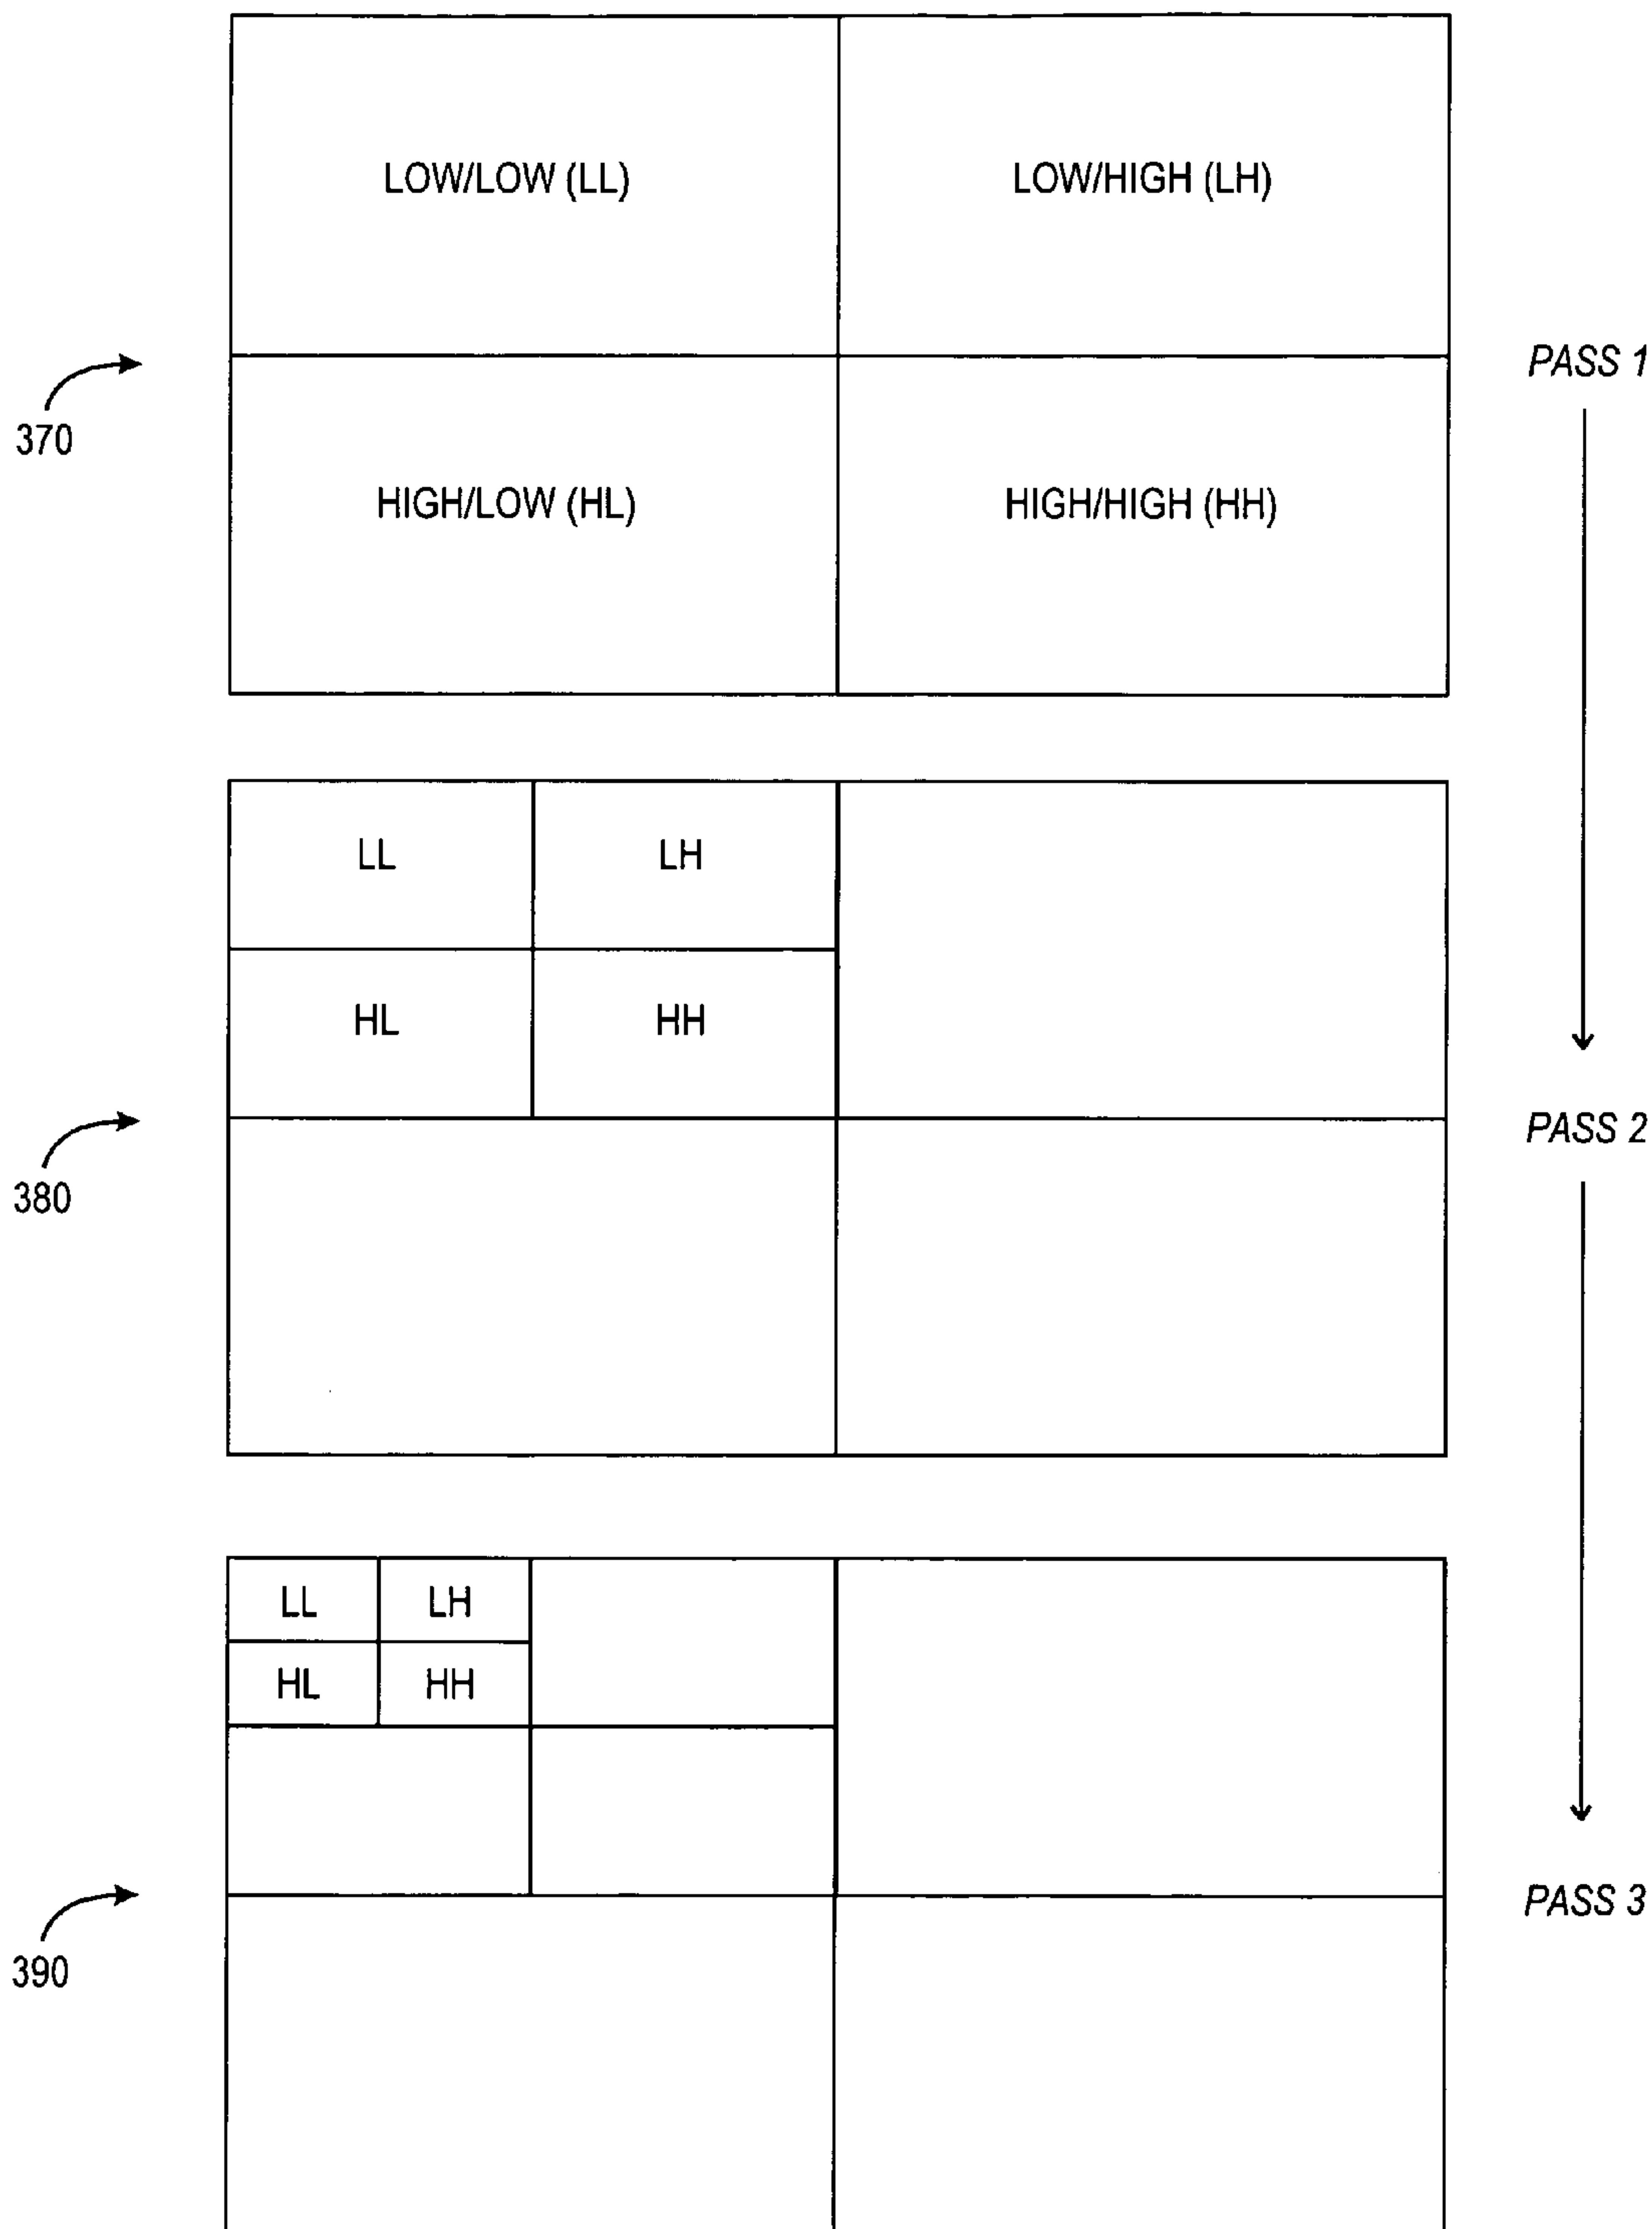 LOW/LOW (LL)
LOW/HIGH (LH)
PASS 1
370
HIGH/LOW (HL)
HIGH/HIGH (HH)
LL
LH
HL
HH
PASS 2
380
LL
LH
HL
HH
PASS 3
390